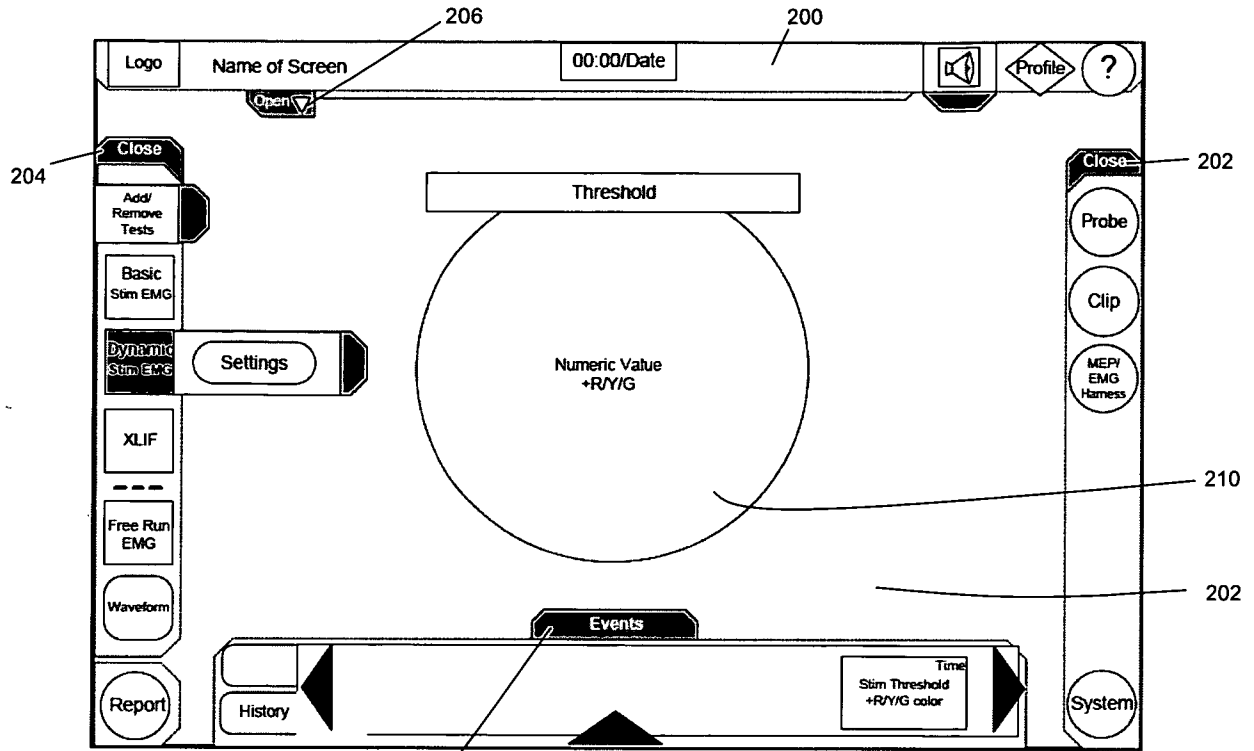 206
200
Logo
Name of Screen
00:00/Date
Profile
?
Open
Close
204
Close
202
Threshold
Add/
Remove
Tests
Probe
Basic
Stim EMG
Clip
Dynamic
Stim EMG
Settings
Numeric Value
+R/Y/G
MEP/
EMG
Harness
XLIF
210
Free Run
EMG
202
Waveform
Events
Time
Stim Threshold
+R/Y/G color
Report
History
System